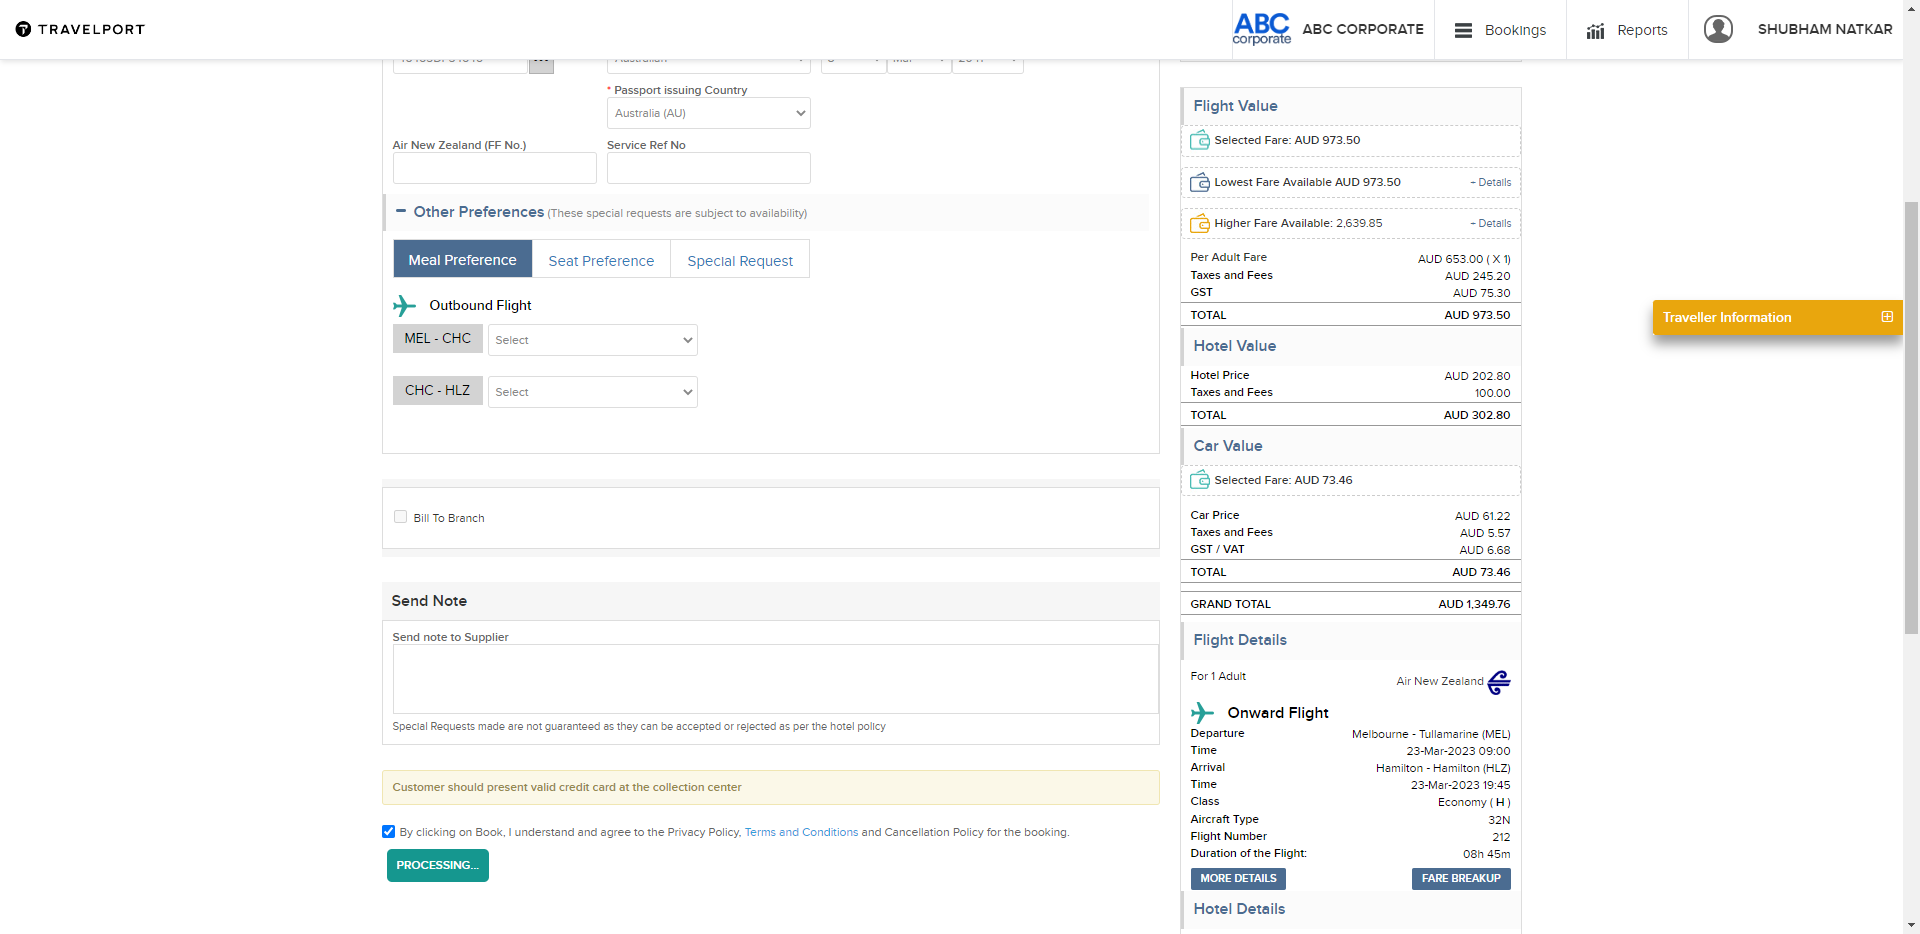 TRAVELPORT
ABC
corporate
ABC CORPORATE
Bookings
Reports
SHUBHAM NATKAR
* Passport issuing Country
Australia (AU)
Air New Zealand (FF No.)
Service Ref No
Other Preferences (These special requests are subject to availability)
Meal Preference
Seat Preference
Special Request
Outbound Flight
MEL - CHC
Select
CHC - HLZ
Select
Bill To Branch
Send Note
Send note to Supplier
Special Requests made are not guaranteed as they can be accepted or rejected as per the hotel policy
Customer should present valid credit card at the collection center
By clicking on Book, I understand and agree to the Privacy Policy, Terms and Conditions and Cancellation Policy for the booking.
PROCESSING...
Flight Value
Selected Fare: AUD 973.50
Lowest Fare Available AUD 973.50 + Details
Higher Fare Available: 2,639.85 + Details
Per Adult Fare AUD 653.00 ( X 1)
Taxes and Fees AUD 245.20
GST AUD 75.30
TOTAL AUD 973.50
Hotel Value
Hotel Price AUD 202.80
Taxes and Fees 100.00
TOTAL AUD 302.80
Car Value
Selected Fare: AUD 73.46
Car Price AUD 61.22
Taxes and Fees AUD 5.57
GST / VAT AUD 6.68
TOTAL AUD 73.46
GRAND TOTAL AUD 1,349.76
Flight Details
For 1 Adult Air New Zealand
Onward Flight
Departure Melbourne - Tullamarine (MEL)
Time 23-Mar-2023 09:00
Arrival Hamilton - Hamilton (HLZ)
Time 23-Mar-2023 19:45
Class Economy ( H )
Aircraft Type 32N
Flight Number 212
Duration of the Flight: 08h 45m
MORE DETAILS
FARE BREAKUP
Hotel Details
Traveller Information